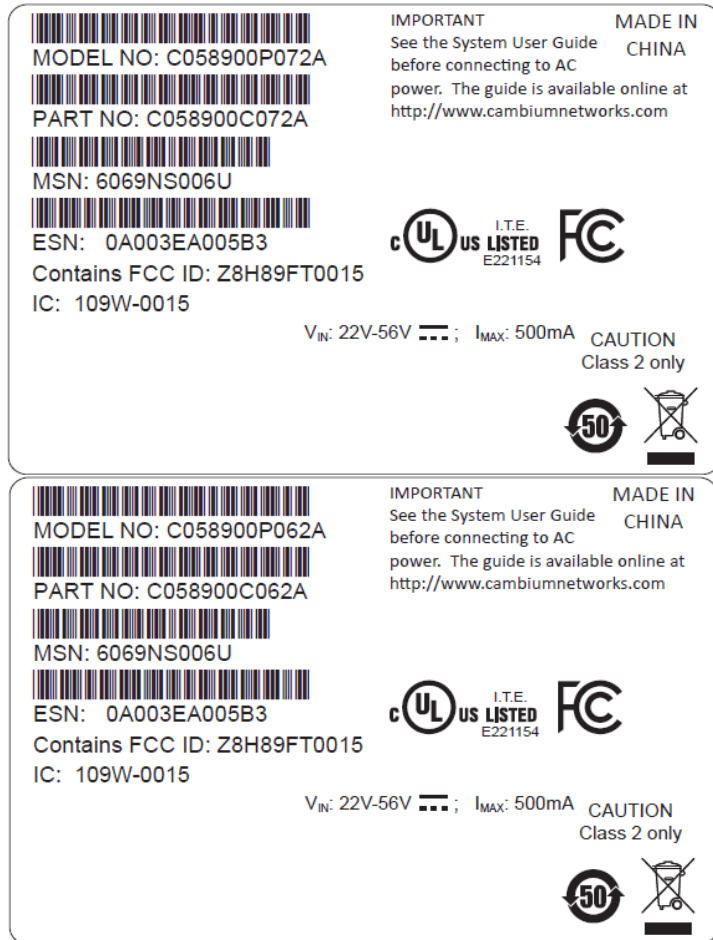 MODEL NO: C058900P072A
PART NO: C058900C072A
MSN: 6069NS006U
ESN: 0A003EA005B3
Contains FCC ID: Z8H89FT0015
IC: 109W-0015
IMPORTANT
See the System User Guide
before connecting to AC
power. The guide is available online at
http://www.cambiumnetworks.com
MADE IN
CHINA
C UL US LISTED
I.T.E.
E221154
FC
VIN: 22V-56V ; IMAX: 500mA
CAUTION
Class 2 only
50
MODEL NO: C058900P062A
PART NO: C058900C062A
MSN: 6069NS006U
ESN: 0A003EA005B3
Contains FCC ID: Z8H89FT0015
IC: 109W-0015
IMPORTANT
See the System User Guide
before connecting to AC
power. The guide is available online at
http://www.cambiumnetworks.com
MADE IN
CHINA
C UL US LISTED
I.T.E.
E221154
FC
VIN: 22V-56V ; IMAX: 500mA
CAUTION
Class 2 only
50